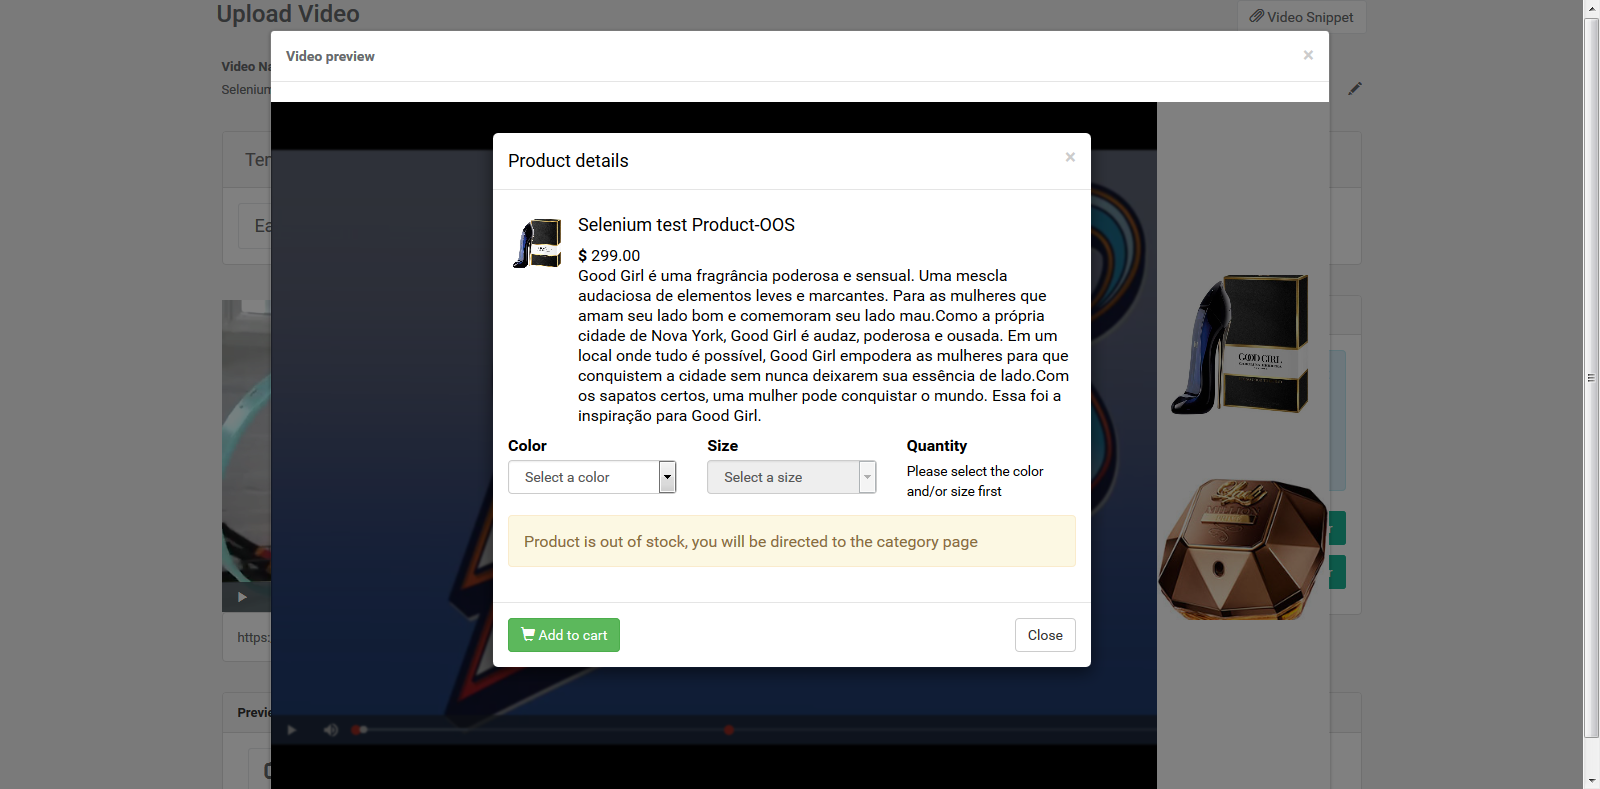 Upload Video
Video Snippet
Video preview
×
Video Na
Selenium
Product details
×
Ter
Ea
Selenium test Product-OOS
$ 299.00
Good Girl é uma fragrância poderosa e sensual. Uma mescla
audaciosa de elementos leves e marcantes. Para as mulheres que
amam seu lado bom e comemoram seu lado mau.Como a própria
cidade de Nova York, Good Girl é audaz, poderosa e ousada. Em um
local onde tudo é possível, Good Girl empodera as mulheres para que
conquistem a cidade sem nunca deixarem sua essência de lado.Com
os sapatos certos, uma mulher pode conquistar o mundo. Essa foi a
inspiração para Good Girl.
GOOD GIRL
CAROLINA HERRERA
Color
Size
Quantity
Select a color
Select a size
Please select the color
and/or size first
Product is out of stock, you will be directed to the category page
Lady
MILLION
Add to cart
Close
https:
Previe